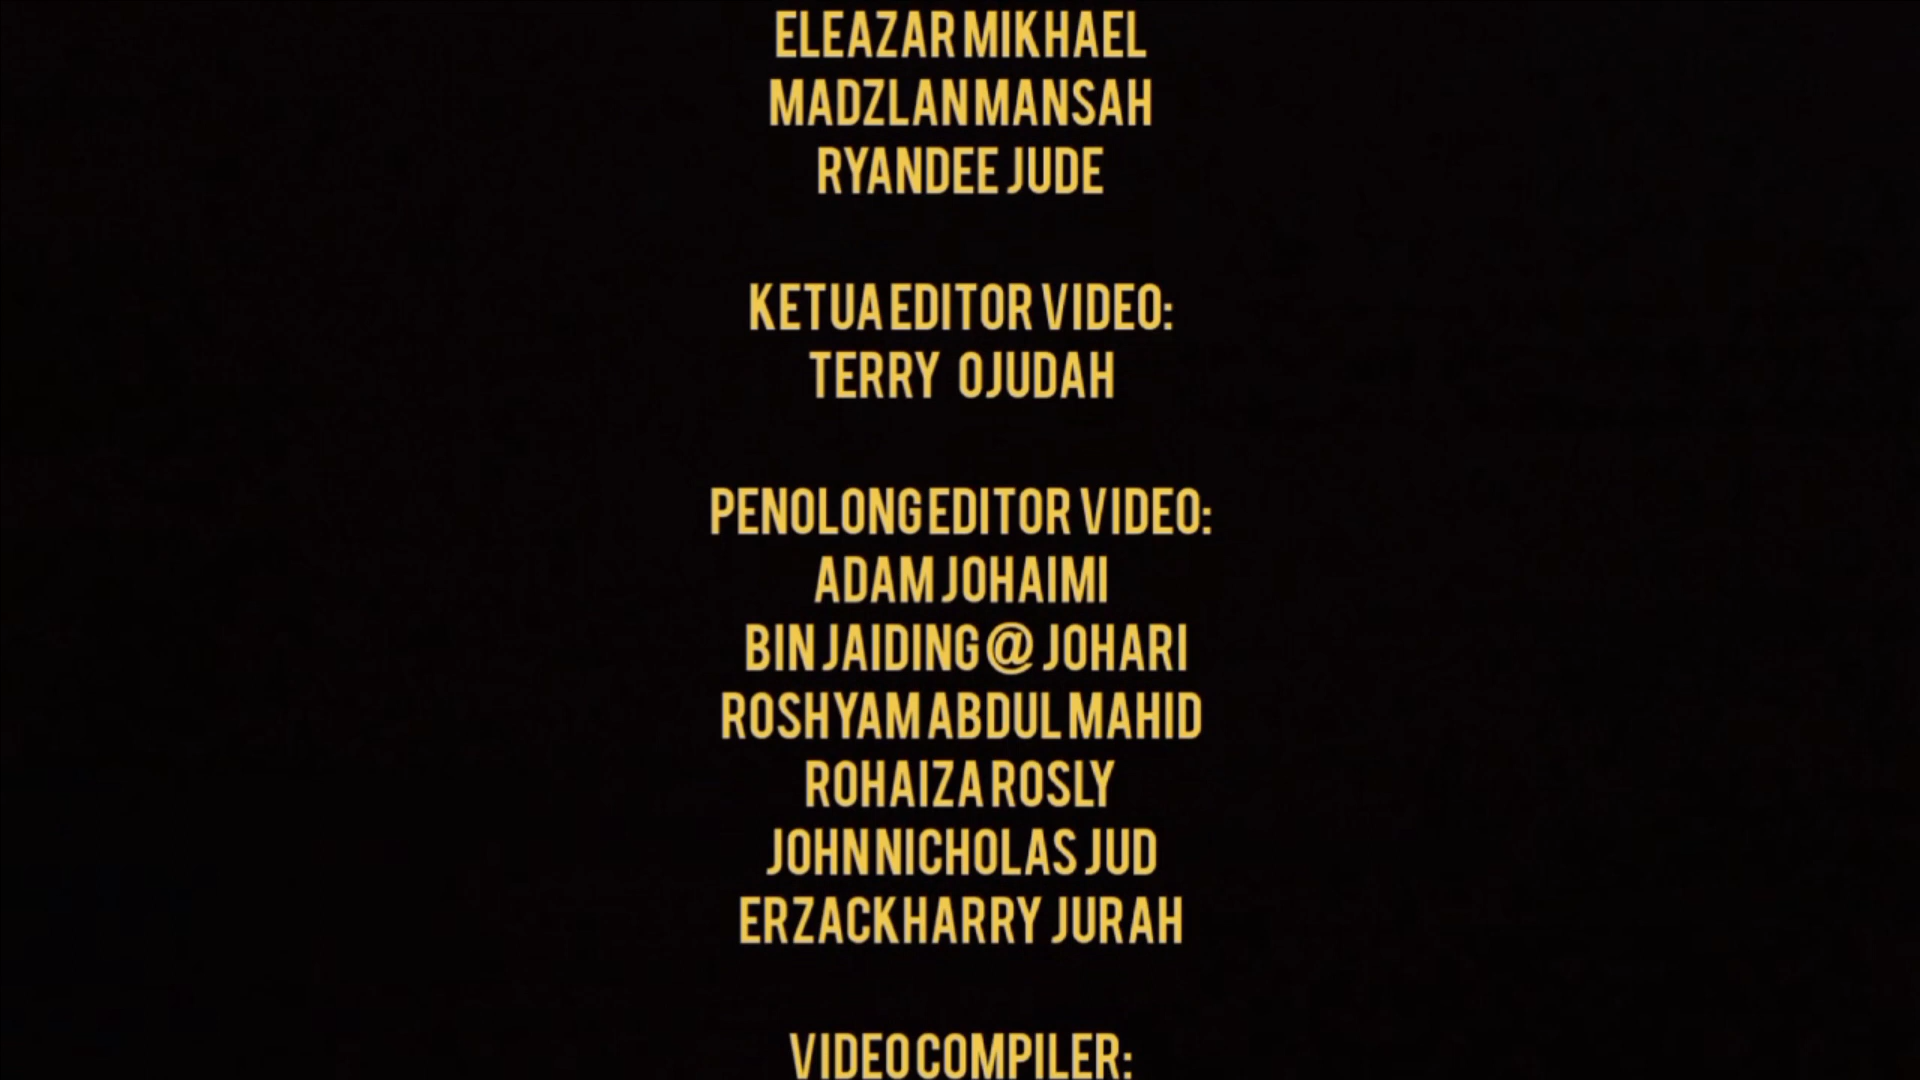 ELEAZAR MIKHAEL
MADZLAN MANSAH
RYANDEE JUDE
KETUA EDITOR VIDEO:
TERRY OJUDAH
PENOLONG EDITOR VIDEO:
ADAM JOHAIMI
BIN JAIDING @ JOHARI
ROSHYAM ABDUL MAHID
ROHAIZA ROSLY
JOHN NICHOLAS JUD
ERZACKHARRY JURAH
VIDEO COMPILER: